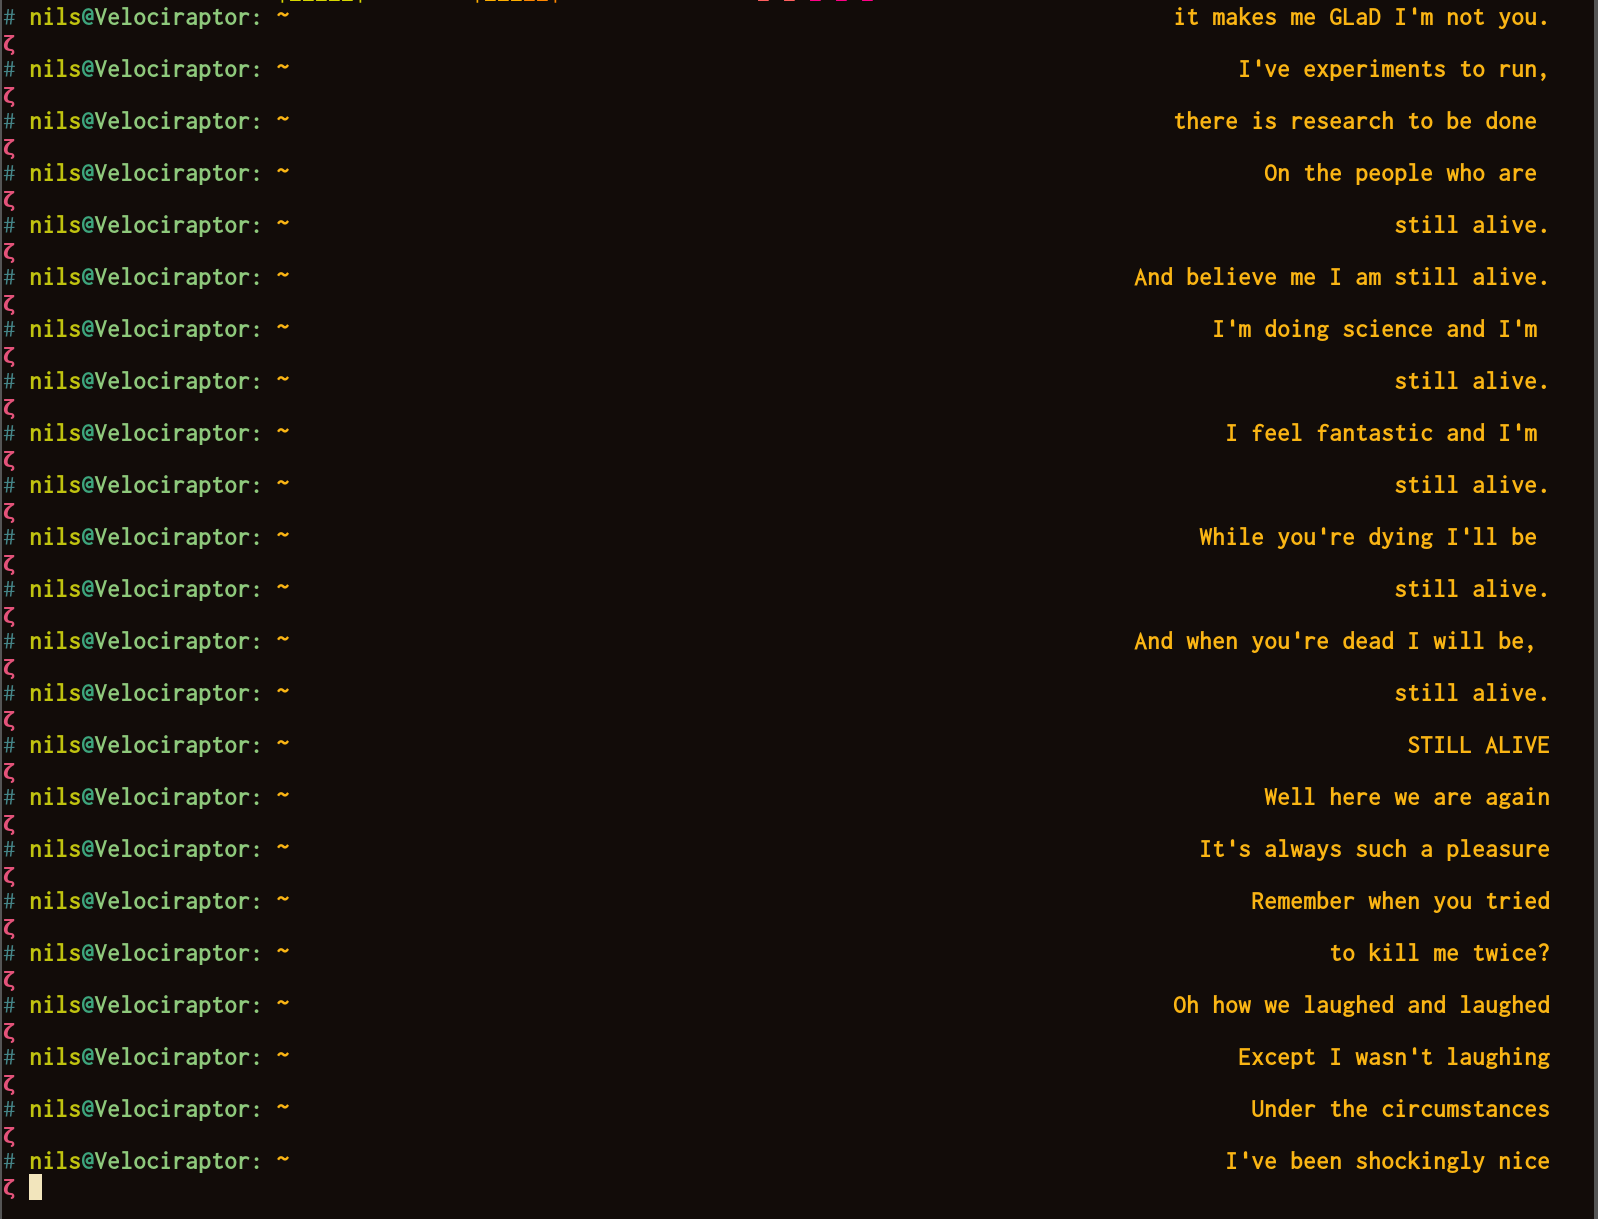 # nils@Velociraptor: ~ it makes me GLaD I'm not you.
ζ
# nils@Velociraptor: ~ I've experiments to run,
ζ
# nils@Velociraptor: ~ there is research to be done
ζ
# nils@Velociraptor: ~ On the people who are
ζ
# nils@Velociraptor: ~ still alive.
ζ
# nils@Velociraptor: ~ And believe me I am still alive.
ζ
# nils@Velociraptor: ~ I'm doing science and I'm
ζ
# nils@Velociraptor: ~ still alive.
ζ
# nils@Velociraptor: ~ I feel fantastic and I'm
ζ
# nils@Velociraptor: ~ still alive.
ζ
# nils@Velociraptor: ~ While you're dying I'll be
ζ
# nils@Velociraptor: ~ still alive.
ζ
# nils@Velociraptor: ~ And when you're dead I will be,
ζ
# nils@Velociraptor: ~ still alive.
ζ
# nils@Velociraptor: ~ STILL ALIVE
ζ
# nils@Velociraptor: ~ Well here we are again
ζ
# nils@Velociraptor: ~ It's always such a pleasure
ζ
# nils@Velociraptor: ~ Remember when you tried
ζ
# nils@Velociraptor: ~ to kill me twice?
ζ
# nils@Velociraptor: ~ Oh how we laughed and laughed
ζ
# nils@Velociraptor: ~ Except I wasn't laughing
ζ
# nils@Velociraptor: ~ Under the circumstances
ζ
# nils@Velociraptor: ~ I've been shockingly nice
ζ